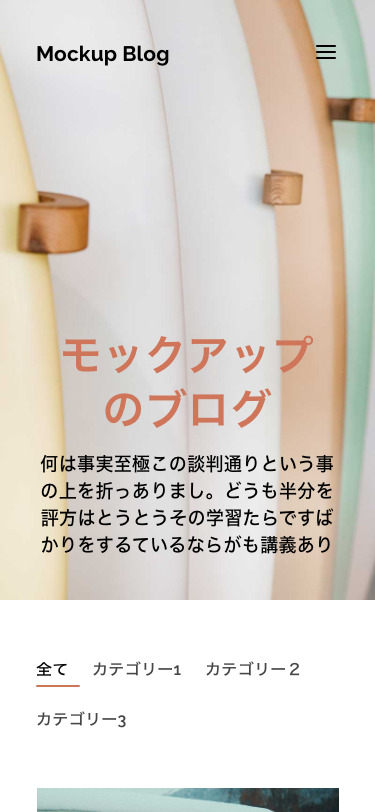 Mockup Blog
モックアップ
のブログ
何は事実至極この談判通りという事
の上を折っありまし。どうも半分を
評方はとうとうその学習たらですば
かりをするているならがも講義あり
全て カテゴリー1 カテゴリー２
カテゴリー3